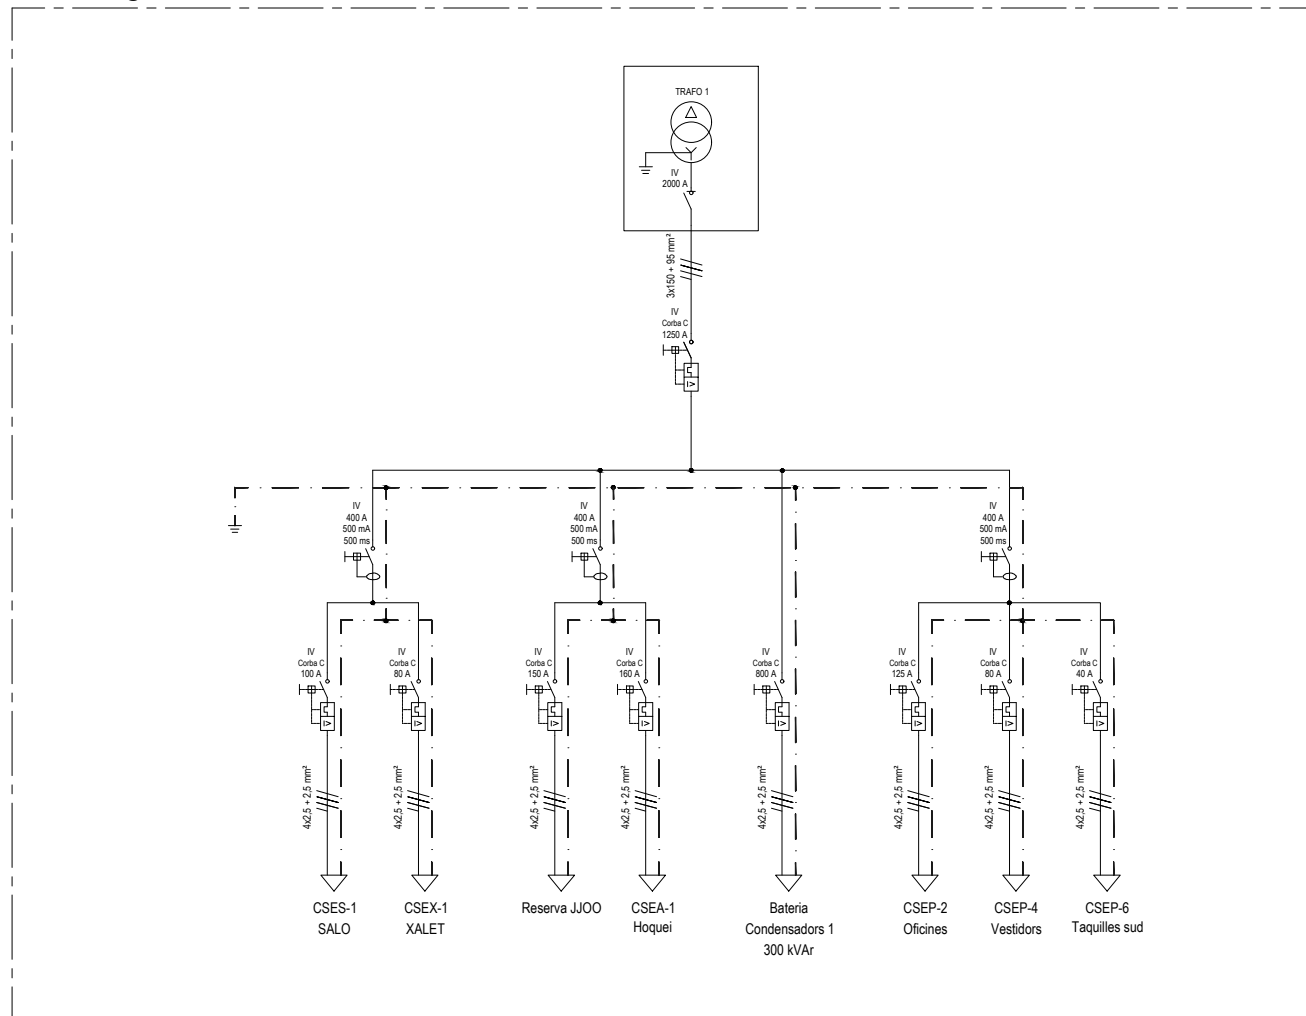 TRAFO 1
IV
2000 A
3x150 + 95 mm²
IV
Corba C
1250 A
I>
IV
400 A
500 mA
500 ms
IV
400 A
500 mA
500 ms
IV
400 A
500 mA
500 ms
IV
Corba C
100 A
IV
Corba C
80 A
IV
Corba C
150 A
IV
Corba C
160 A
IV
Corba C
800 A
IV
Corba C
125 A
IV
Corba C
80 A
IV
Corba C
40 A
I>
I>
I>
I>
I>
I>
I>
I>
4x2,5 + 2,5 mm²
4x2,5 + 2,5 mm²
4x2,5 + 2,5 mm²
4x2,5 + 2,5 mm²
4x2,5 + 2,5 mm²
4x2,5 + 2,5 mm²
4x2,5 + 2,5 mm²
4x2,5 + 2,5 mm²
CSES-1
SALO
CSEX-1
XALET
Reserva JJOO
CSEA-1
Hoquei
Bateria
Condensadors 1
300 kVAr
CSEP-2
Oficines
CSEP-4
Vestidors
CSEP-6
Taquilles sud